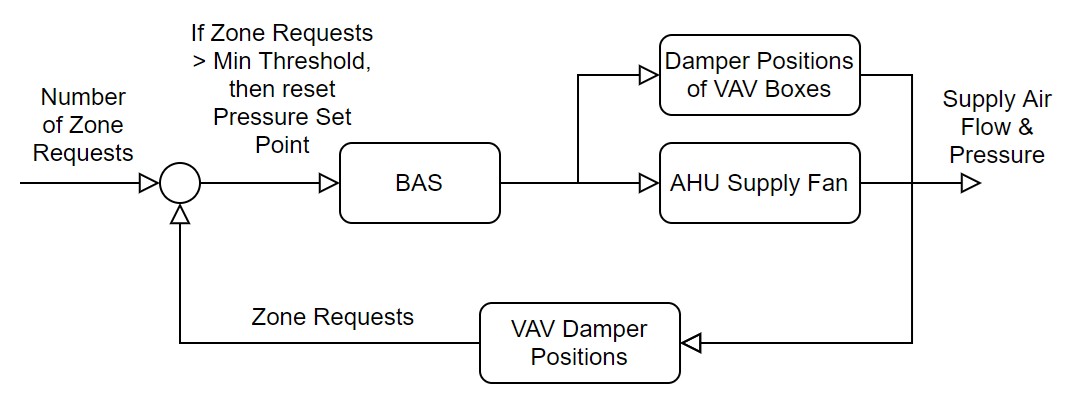 Number
of Zone
Requests
If Zone Requests
> Min Threshold,
then reset
Pressure Set
Point
BAS
Damper Positions
of VAV Boxes
AHU Supply Fan
Supply Air
Flow &
Pressure
Zone Requests
VAV Damper
Positions